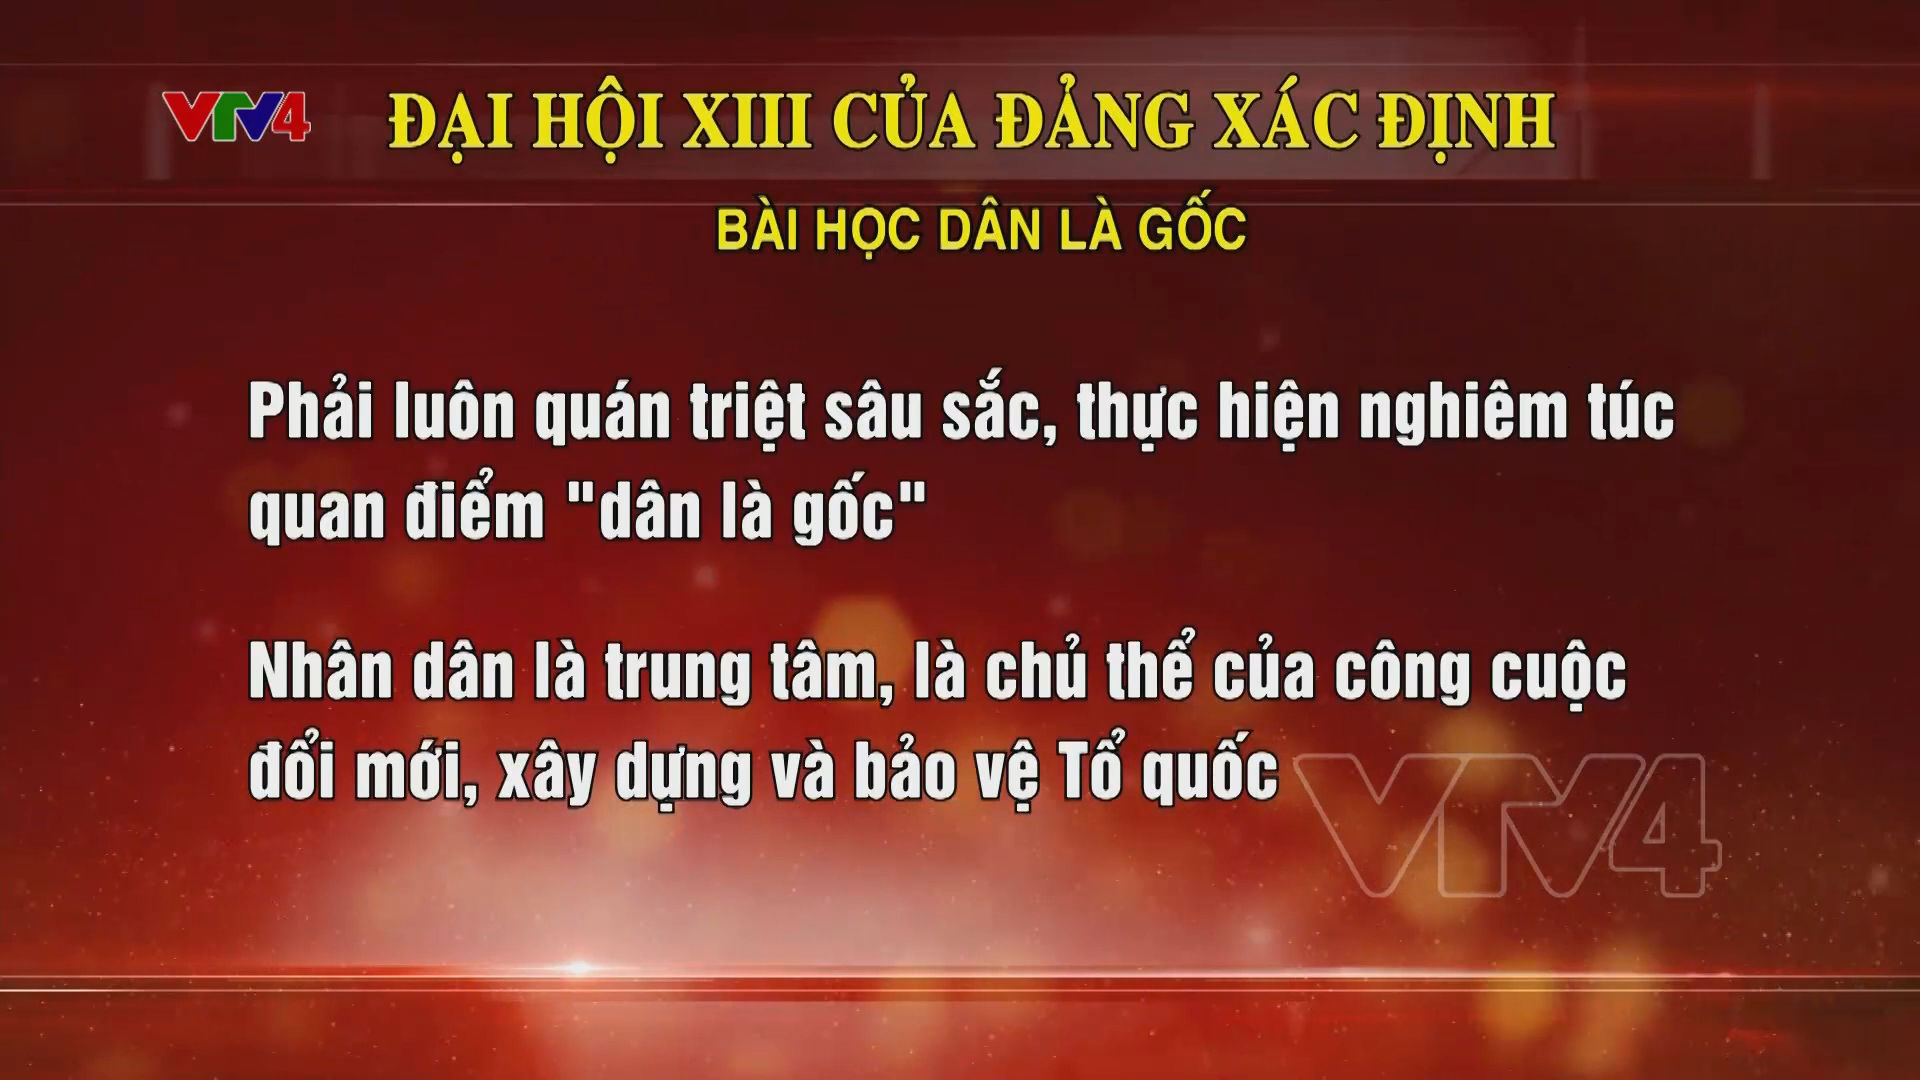 VTV4
ĐẠI HỘI XIII CỦA ĐẢNG XÁC ĐỊNH
BÀI HỌC DÂN LÀ GỐC
Phải luôn quán triệt sâu sắc, thực hiện nghiêm túc
quan điểm "dân là gốc"
Nhân dân là trung tâm, là chủ thể của công cuộc
đổi mới, xây dựng và bảo vệ Tổ quốc
VTV4